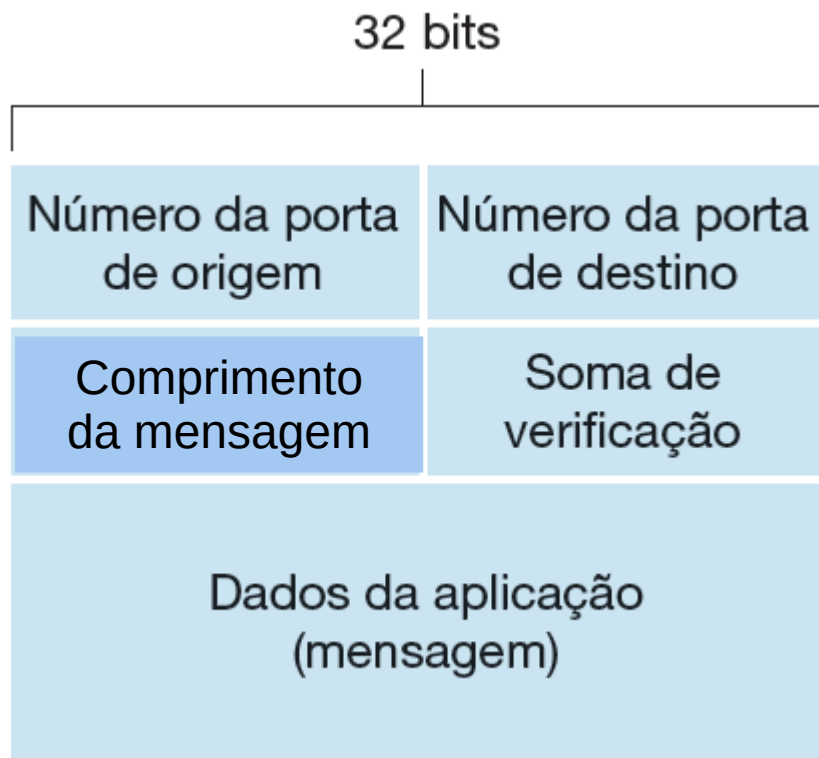 32 bits
Número da porta
de origem
Número da porta
de destino
Comprimento
da mensagem
Soma de
verificação
Dados da aplicação
(mensagem)